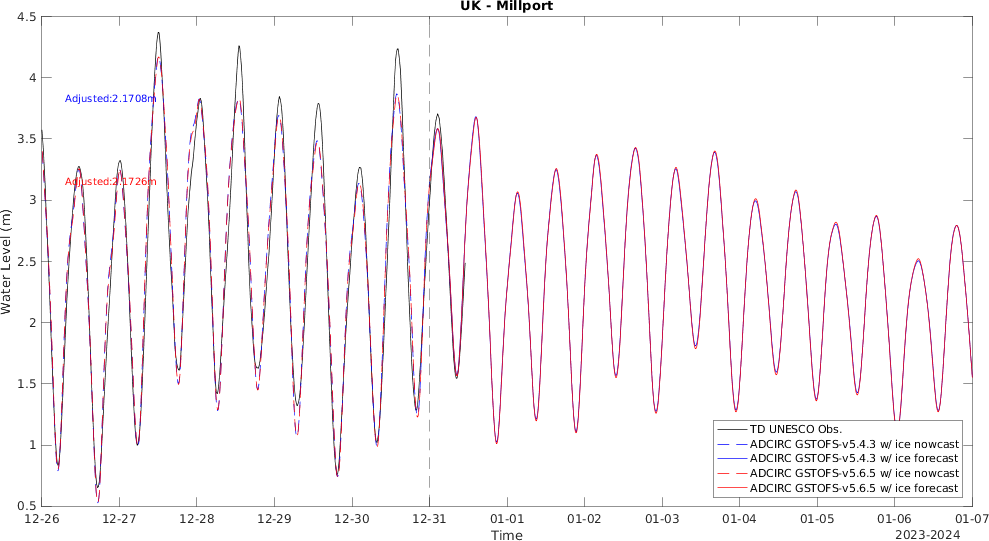 UK - Millport
4.5
4
3.5
3
2.5
2
1.5
1
0.5
Water Level (m)
Adjusted:2.1708m
Adjusted:2.1726m
TD UNESCO Obs.
ADCIRC GSTOFS-v5.4.3 w/ ice nowcast
ADCIRC GSTOFS-v5.4.3 w/ ice forecast
ADCIRC GSTOFS-v5.6.5 w/ ice nowcast
ADCIRC GSTOFS-v5.6.5 w/ ice forecast
12-26 12-27 12-28 12-29 12-30 12-31 01-01 01-02 01-03 01-04 01-05 01-06 01-07
Time
2023-2024